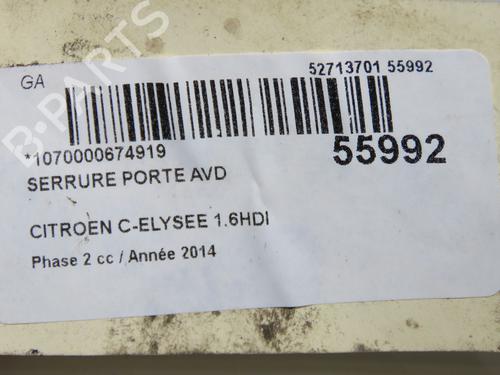 GA
52713701 55992
*1070000674919
55992
SERRURE PORTE AVD
CITROEN C-ELYSEE 1.6HDI
Phase 2 cc / Année 2014
B-PARTS